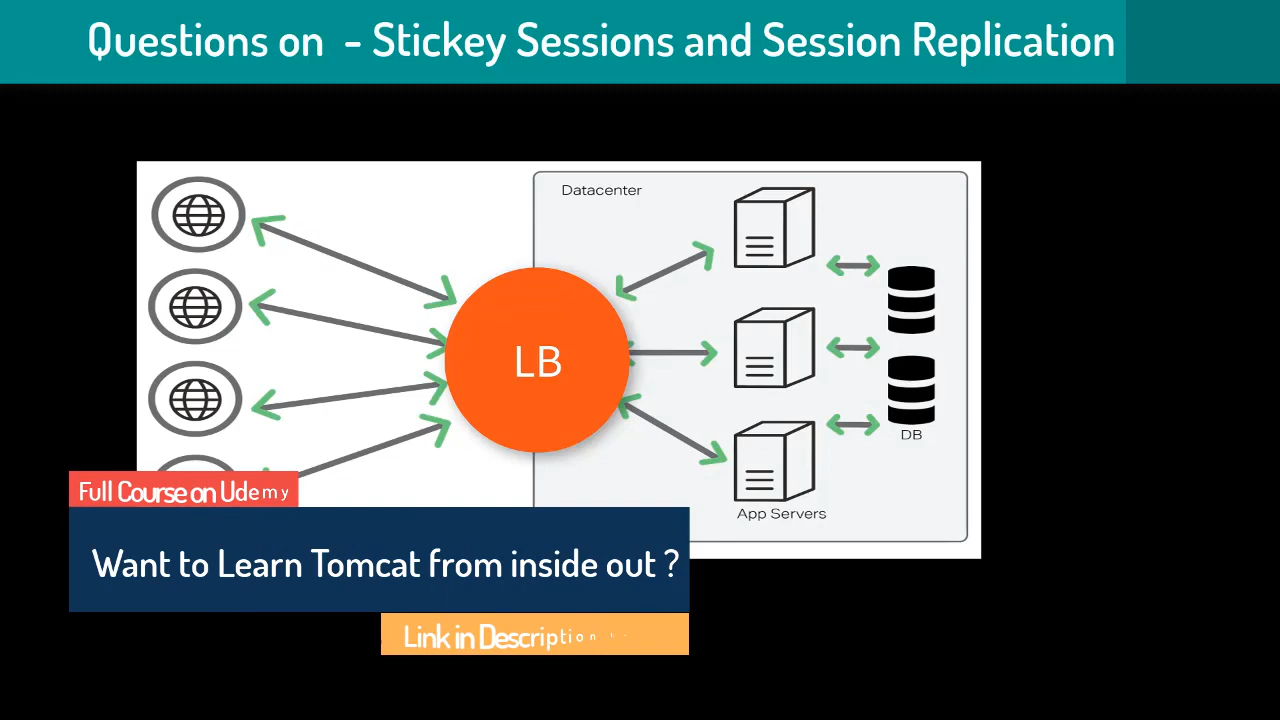 Questions on - Stickey Sessions and Session Replication
Datacenter
LB
DB
App Servers
Full Course on Udemy
Want to Learn Tomcat from inside out ?
Link in Description